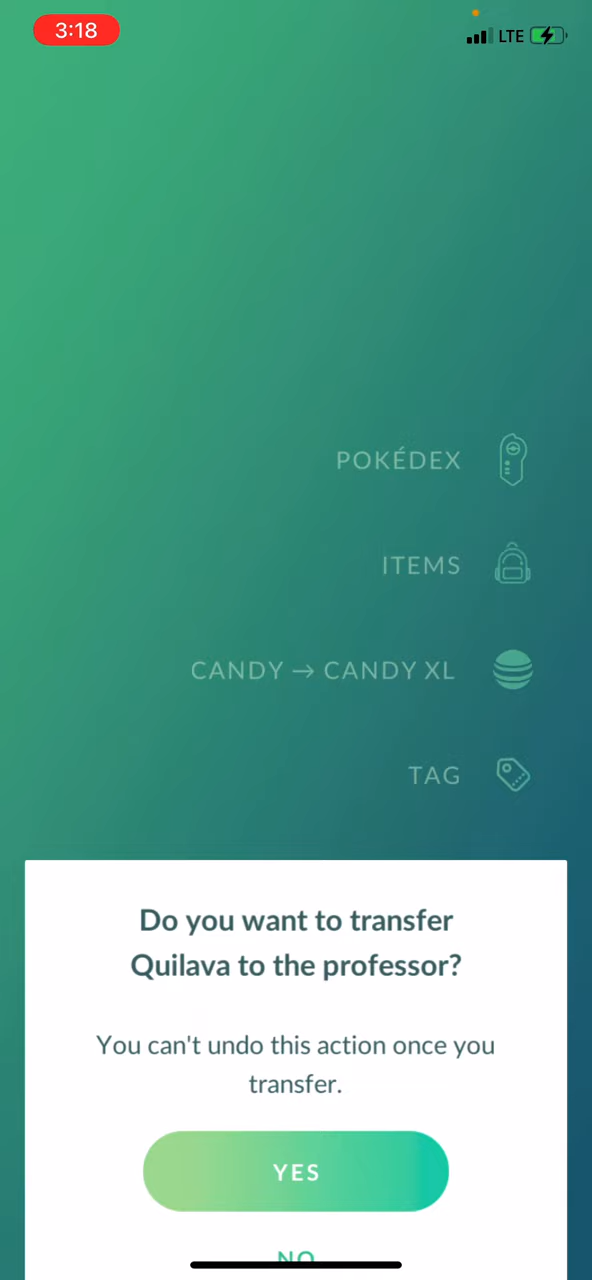 3:18
LTE
POKÉDEX
ITEMS
CANDY → CANDY XL
TAG
Do you want to transfer
Quilava to the professor?
You can't undo this action once you
transfer.
YES
NO